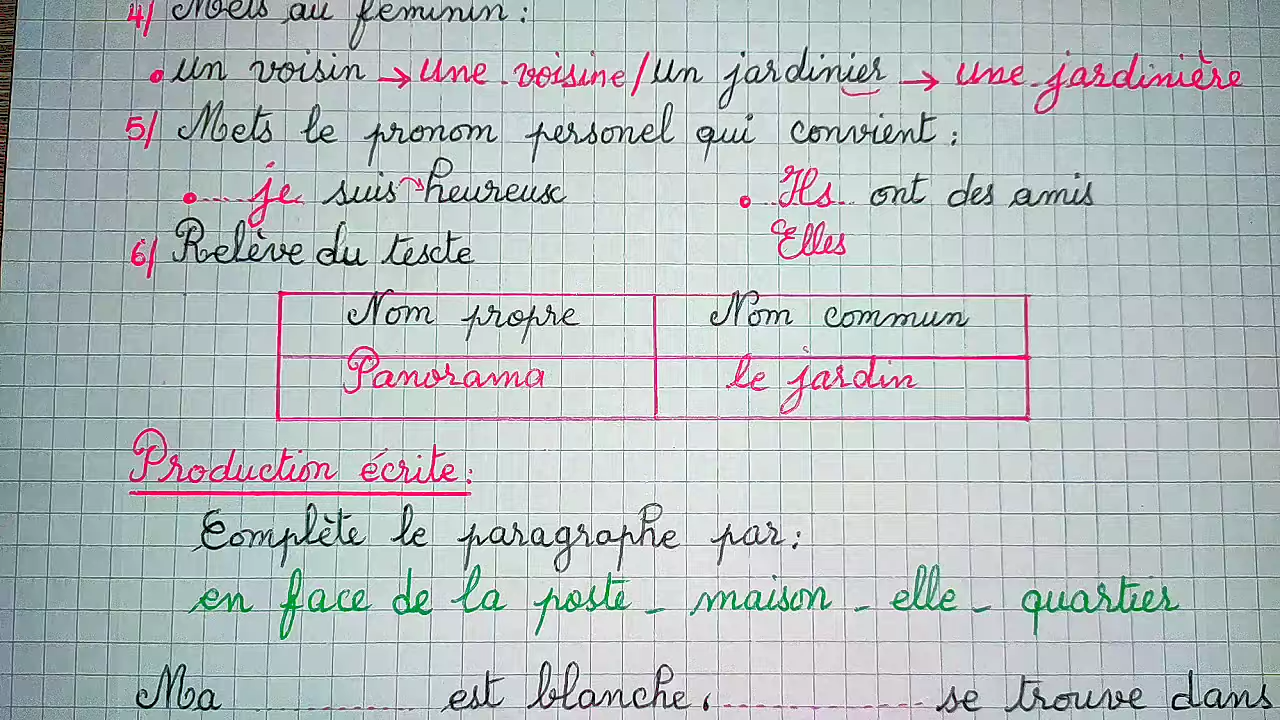 4/ Mets au féminin :
• un voisin → une voisine / un jardinier → une jardinière
5/ Mets le pronom personel qui convient :
• ....je.. suis heureux • ..Ils.. ont des amis
Elles
6/ Relève du texte
Nom propre Nom commun
Panorama le jardin
Production écrite :
Complète le paragraphe par :
en face de la poste - maison - elle - quartier
Ma .............. est blanche. .............. se trouve dans